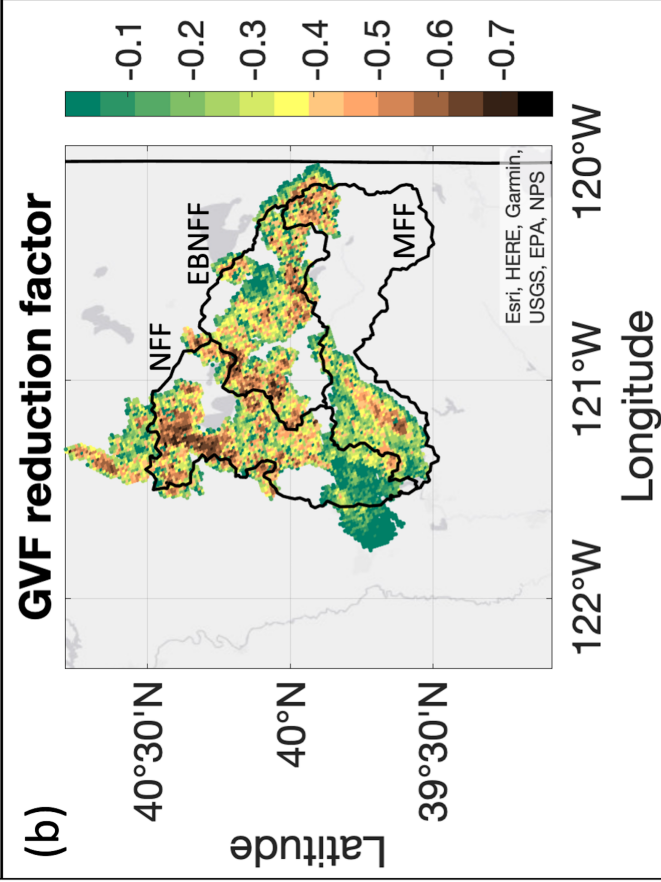 (b)
GVF reduction factor
Latitude
40°30'N
40°N
39°30'N
NFF
EBNFF
MFF
Esri, HERE, Garmin,
USGS, EPA, NPS
122°W
121°W
120°W
Longitude
-0.1
-0.2
-0.3
-0.4
-0.5
-0.6
-0.7